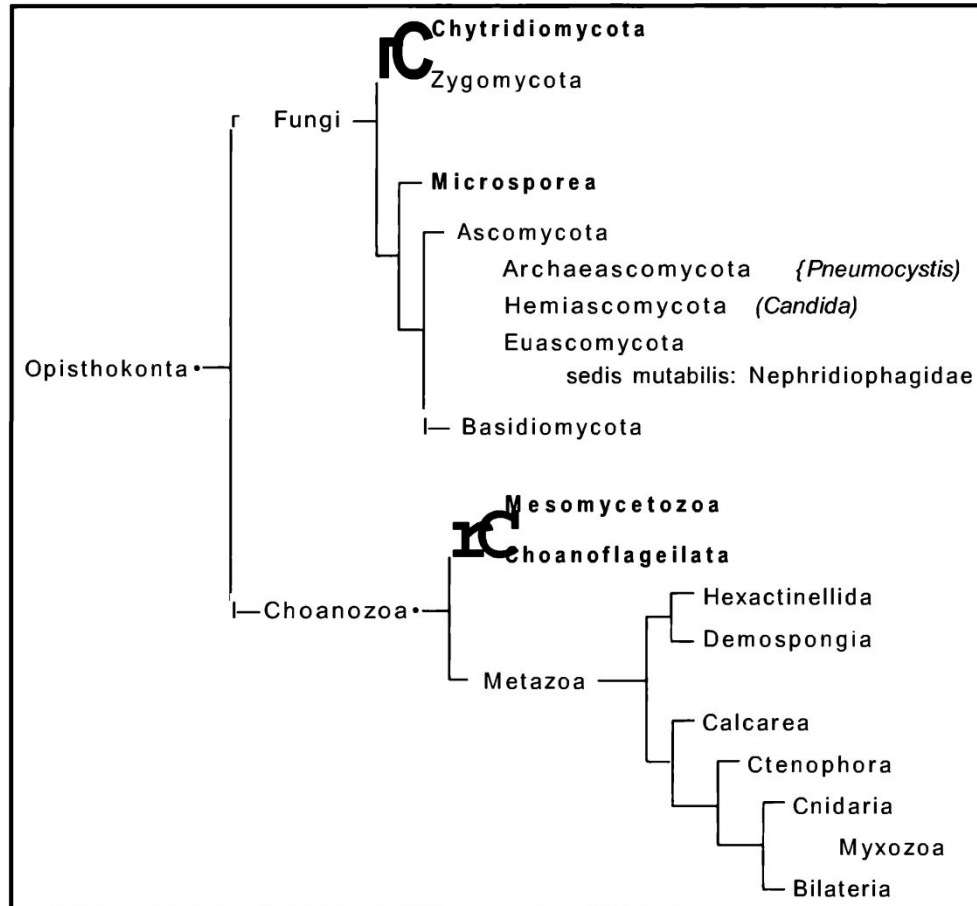 Chytridiomycota
Zygomycota
Fungi
Microsporea
Ascomycota
Archaeascomycota {Pneumocystis)
Hemiascomycota (Candida)
Euascomycota
sedis mutabilis: Nephridiophagidae
Opisthokonta
Basidiomycota
Mesomycetozoa
Choanoflageilata
Choanozoa
Hexactinellida
Demospongia
Metazoa
Calcarea
Ctenophora
Cnidaria
Myxozoa
Bilateria